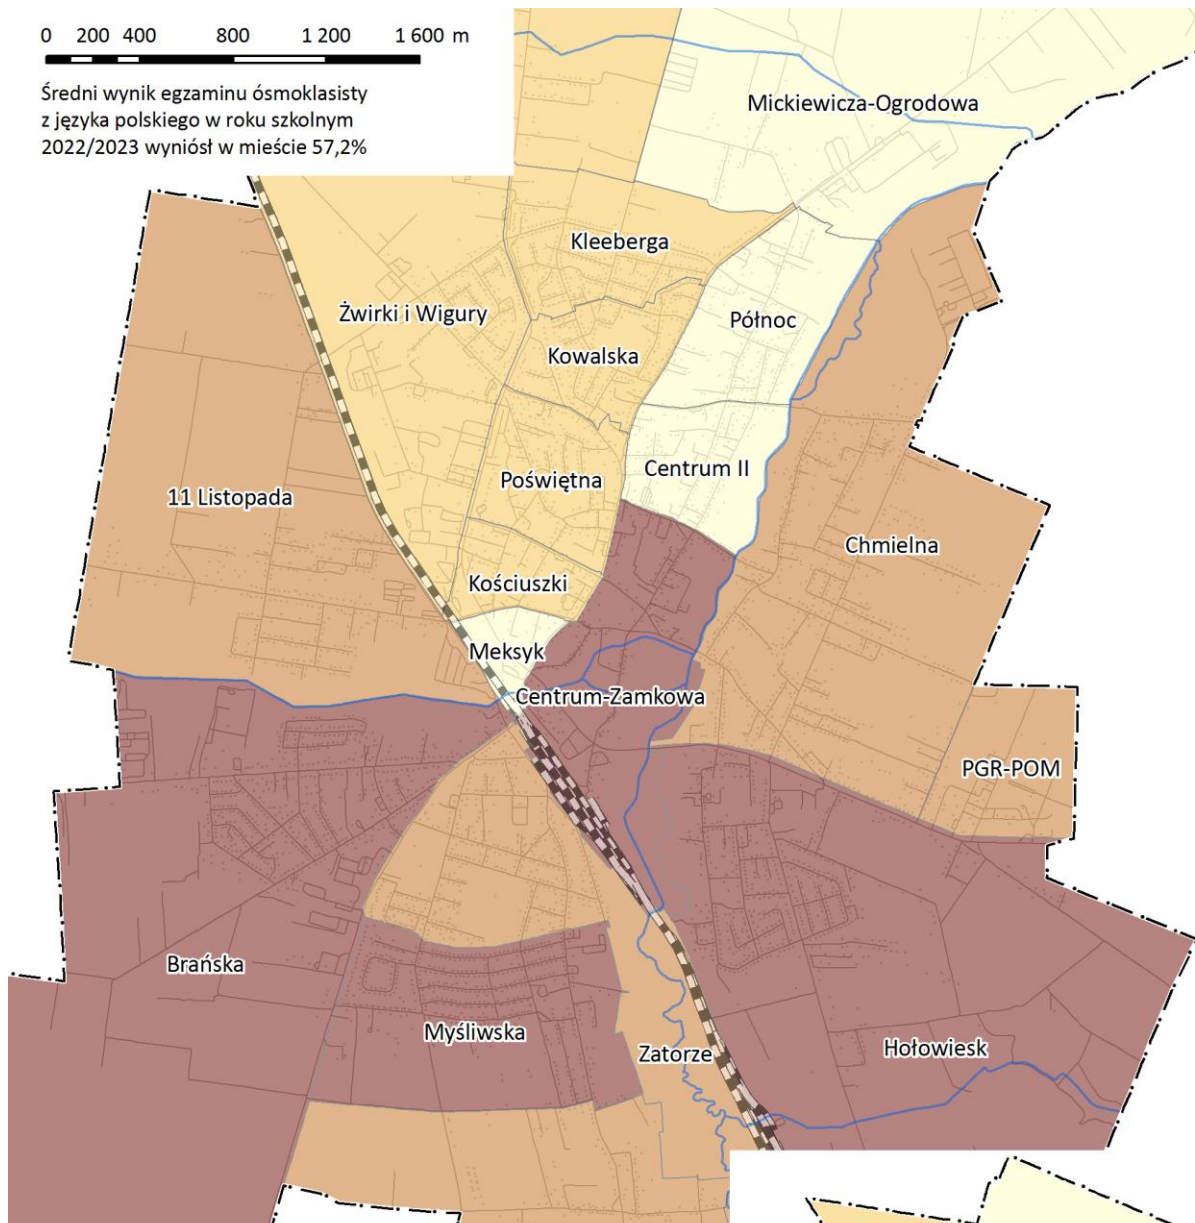 0 200 400 800 1 200 1 600 m
Średni wynik egzaminu ósmoklasisty
z języka polskiego w roku szkolnym
2022/2023 wyniósł w mieście 57,2%
Mickiewicza-Ogrodowa
Kleeberga
Żwirki i Wigury
Północ
Kowalska
Centrum II
Poświętna
11 Listopada
Chmielna
Kościuszki
Meksyk
Centrum-Zamkowa
PGR-POM
Brańska
Myśliwska
Zatorze
Hołowiesk